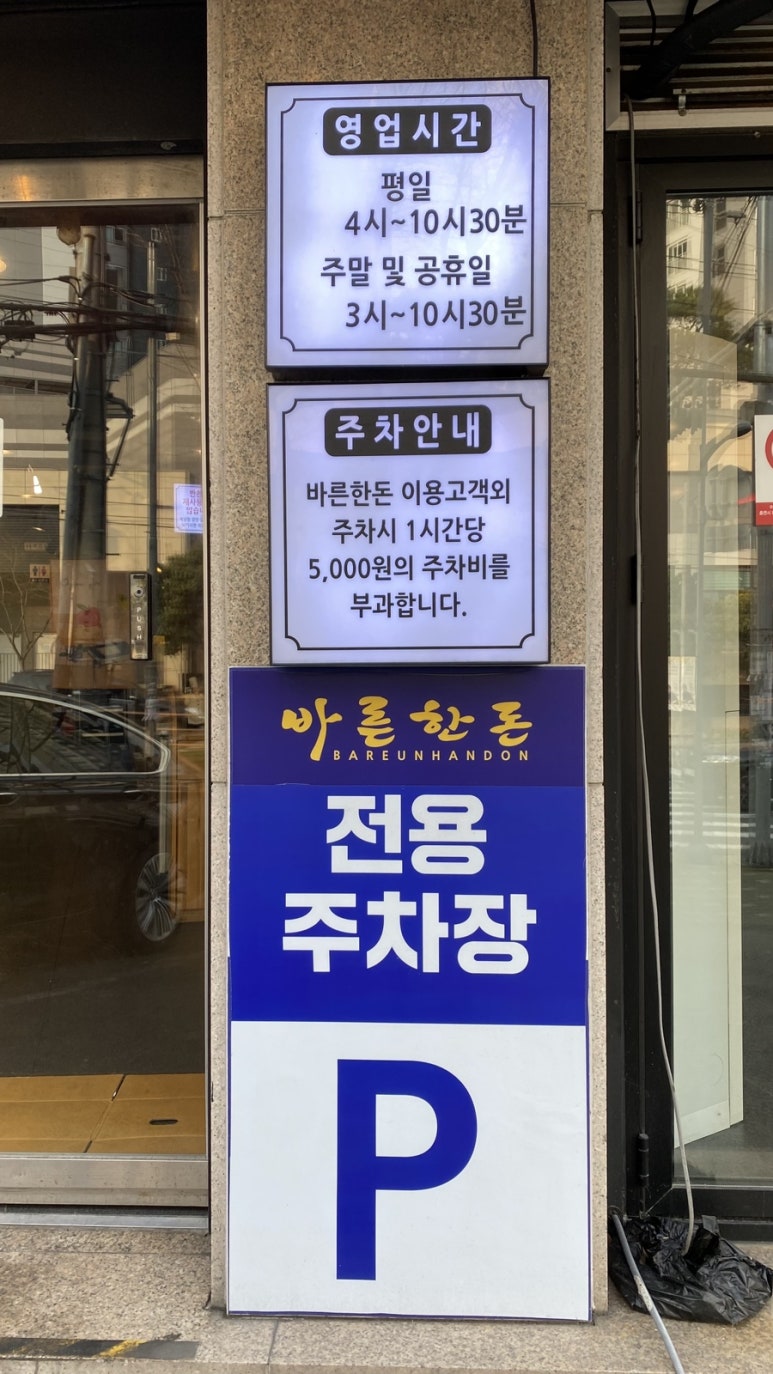 영업시간
평일
4시~10시30분
주말 및 공휴일
3시~10시30분
주차안내
바른한돈 이용고객외
주차시 1시간당
5,000원의 주차비를
부과합니다.
바른한돈
BAREUNHANDON
전용
주차장
P
PUSH